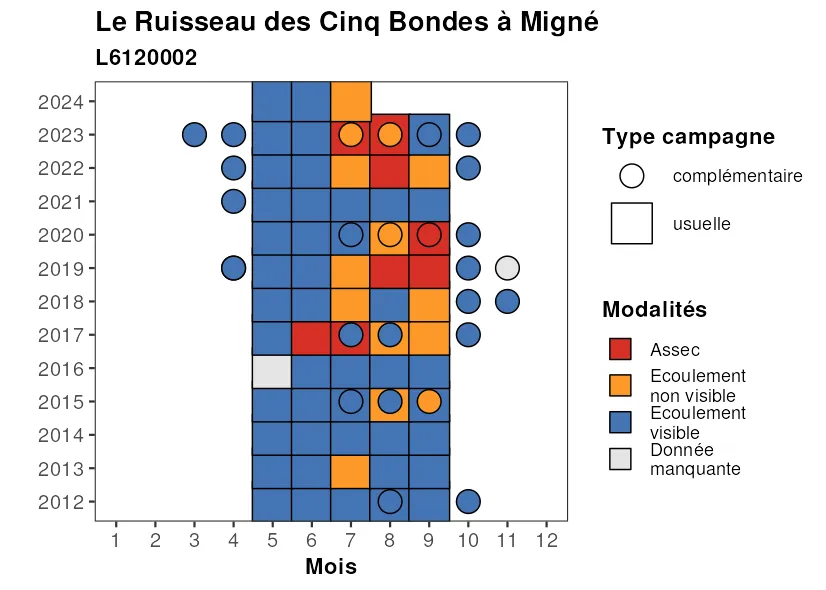 Le Ruisseau des Cinq Bondes à Migné
L6120002
2024
2023
2022
2021
2020
2019
2018
2017
2016
2015
2014
2013
2012
1 2 3 4 5 6 7 8 9 10 11 12
Mois
Type campagne
complémentaire
usuelle
Modalités
Assec
Ecoulement
non visible
Ecoulement
visible
Donnée
manquante